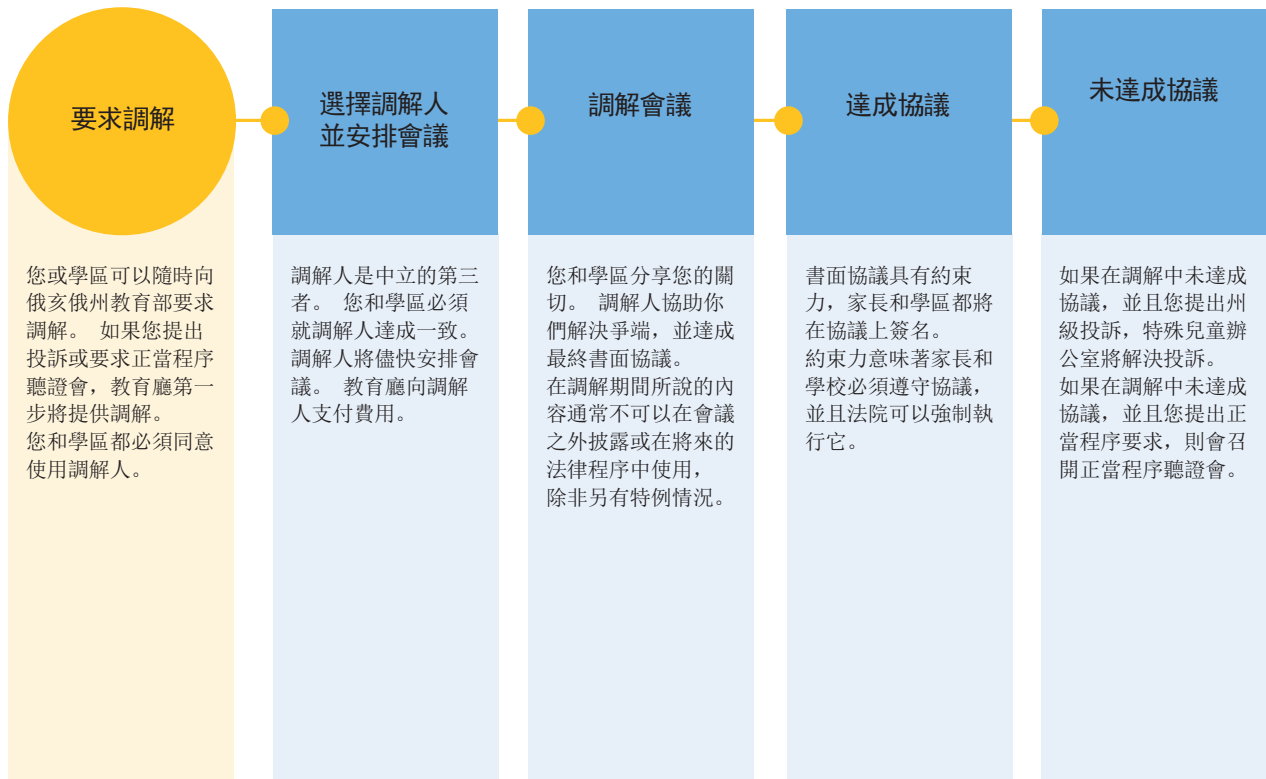 要求調解
您或學區可以隨時向
俄亥俄州教育部要求
調解。 如果您提出
投訴或要求正當程序
聽證會，教育廳第一
步將提供調解。
您和學區都必須同意
使用調解人。
選擇調解人
並安排會議
調解人是中立的第三
者。 您和學區必須
就調解人達成一致。
調解人將儘快安排會
議。 教育廳向調解
人支付費用。
調解會議
您和學區分享您的關
切。 調解人協助你
們解決爭端，並達成
最終書面協議。
在調解期間所說的內
容通常不可以在會議
之外披露或在將來的
法律程序中使用，
除非另有特例情況。
達成協議
書面協議具有約束
力，家長和學區都將
在協議上簽名。
約束力意味著家長和
學校必須遵守協議，
並且法院可以強制執
行它。
未達成協議
如果在調解中未達成
協議，並且您提出州
級投訴，特殊兒童辦
公室將解決投訴。
如果在調解中未達成
協議，並且您提出正
當程序要求，則會召
開正當程序聽證會。